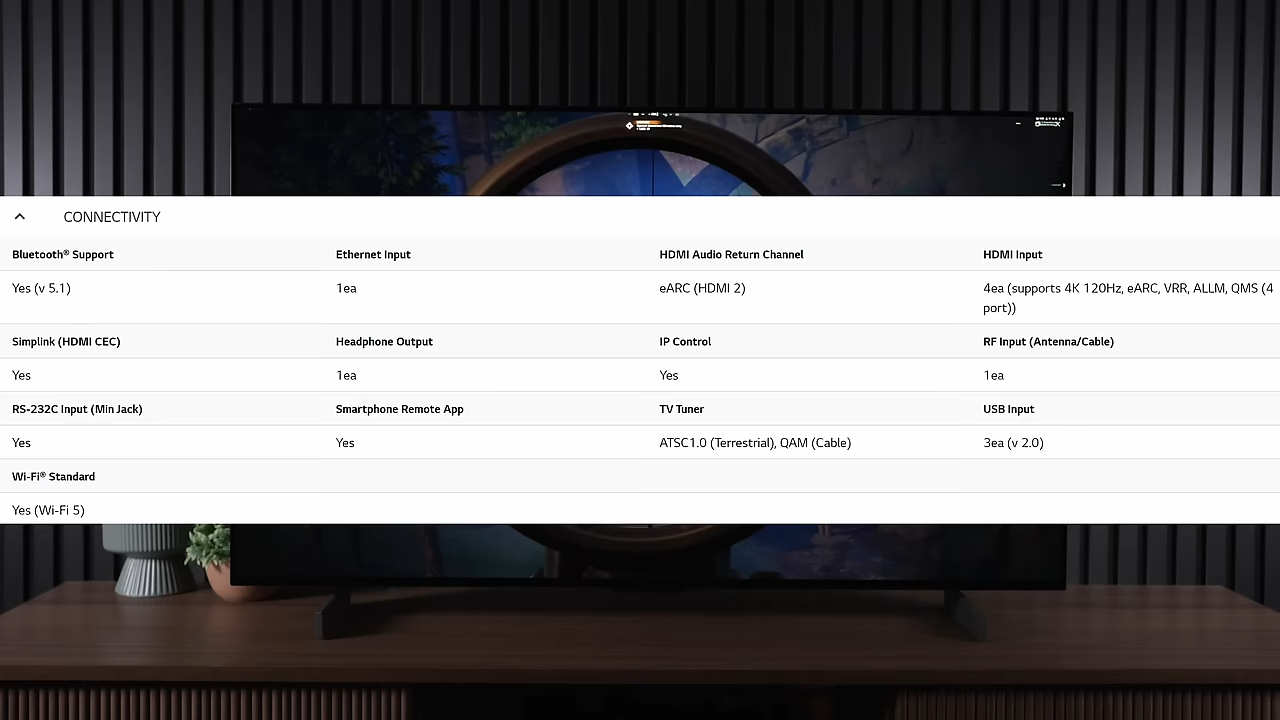 CONNECTIVITY
Bluetooth® Support Ethernet Input HDMI Audio Return Channel HDMI Input
Yes (v 5.1) 1ea eARC (HDMI 2) 4ea (supports 4K 120Hz, eARC, VRR, ALLM, QMS (4
port))
Simplink (HDMI CEC) Headphone Output IP Control RF Input (Antenna/Cable)
Yes 1ea Yes 1ea
RS-232C Input (Min Jack) Smartphone Remote App TV Tuner USB Input
Yes Yes ATSC1.0 (Terrestrial), QAM (Cable) 3ea (v 2.0)
Wi-Fi® Standard
Yes (Wi-Fi 5)